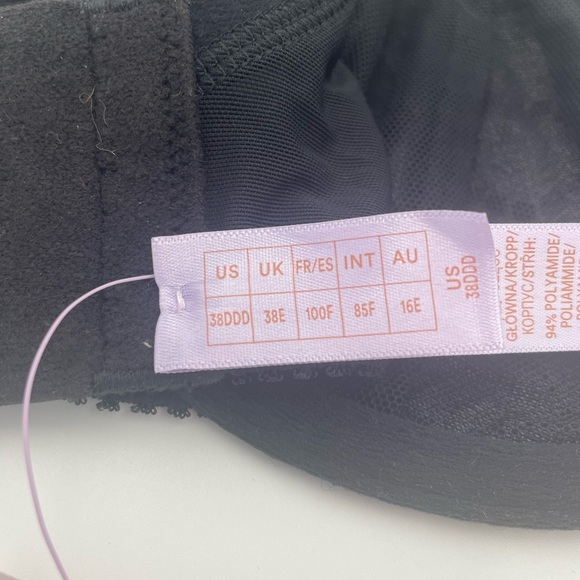 US UK FR/ES INT AU
38DDD 38E 100F 85F 16E
US
38DDD
GŁOWNA/KROPP/
КОРПУС/STŘIH:
94% POLYAMIDE/
POLIAMMIDE/